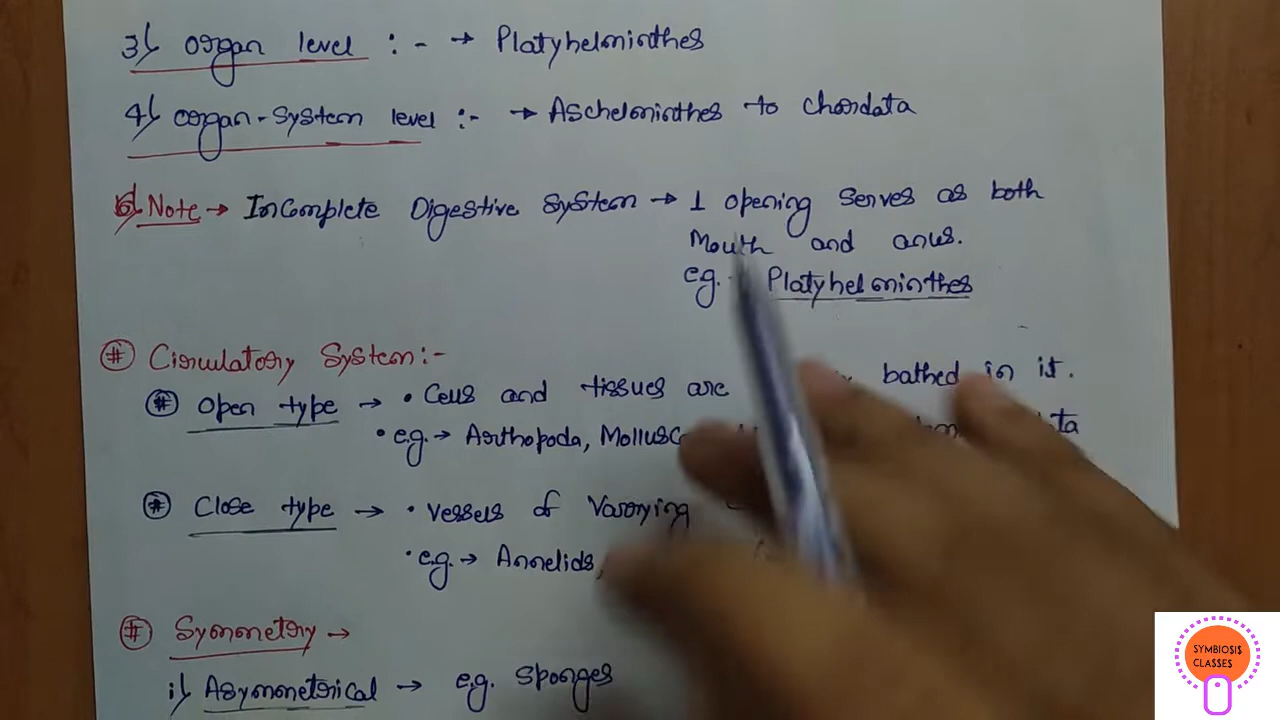 3) Organ level :- → Platyhelminthes
4) Organ-System level :- → Aschelminthes to Chordata
Note → Incomplete Digestive System → 1 opening serves as both
Mouth and anus.
e.g. Platyhelminthes
# Circulatory System:-
# Open type → • Cells and tissues are bathed in it.
• e.g. → Arthopoda, Mollusc
# Close type → • Vessels of Varying
• e.g. → Annelids,
# Symmetry →
i) Asymmetrical → e.g. Sponges
SYMBIOSIS
CLASSES